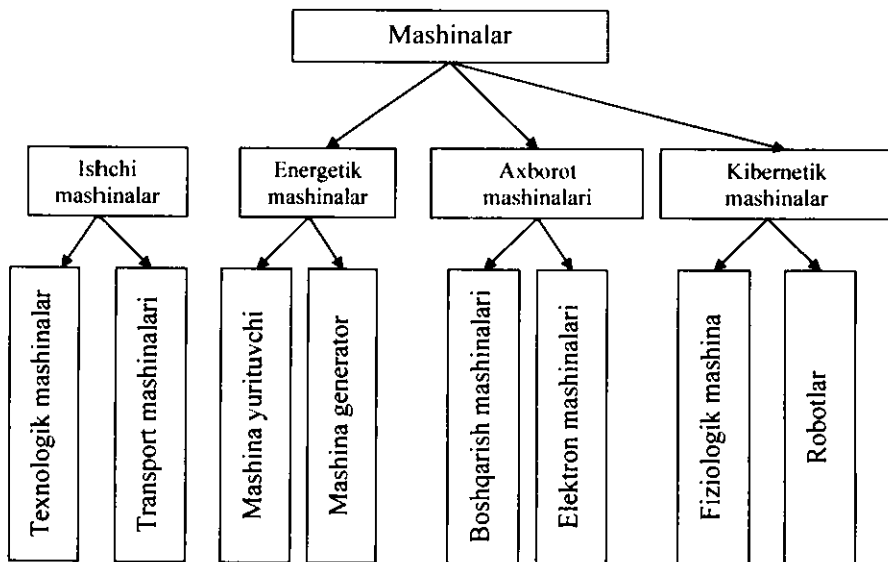 Mashinalar
Ishchi
mashinalar
Energetik
mashinalar
Axborot
mashinalari
Kibernetik
mashinalar
Texnologik mashinalar
Transport mashinalari
Mashina yurituvchi
Mashina generator
Boshqarish mashinalari
Elektron mashinalari
Fiziologik mashina
Robotlar